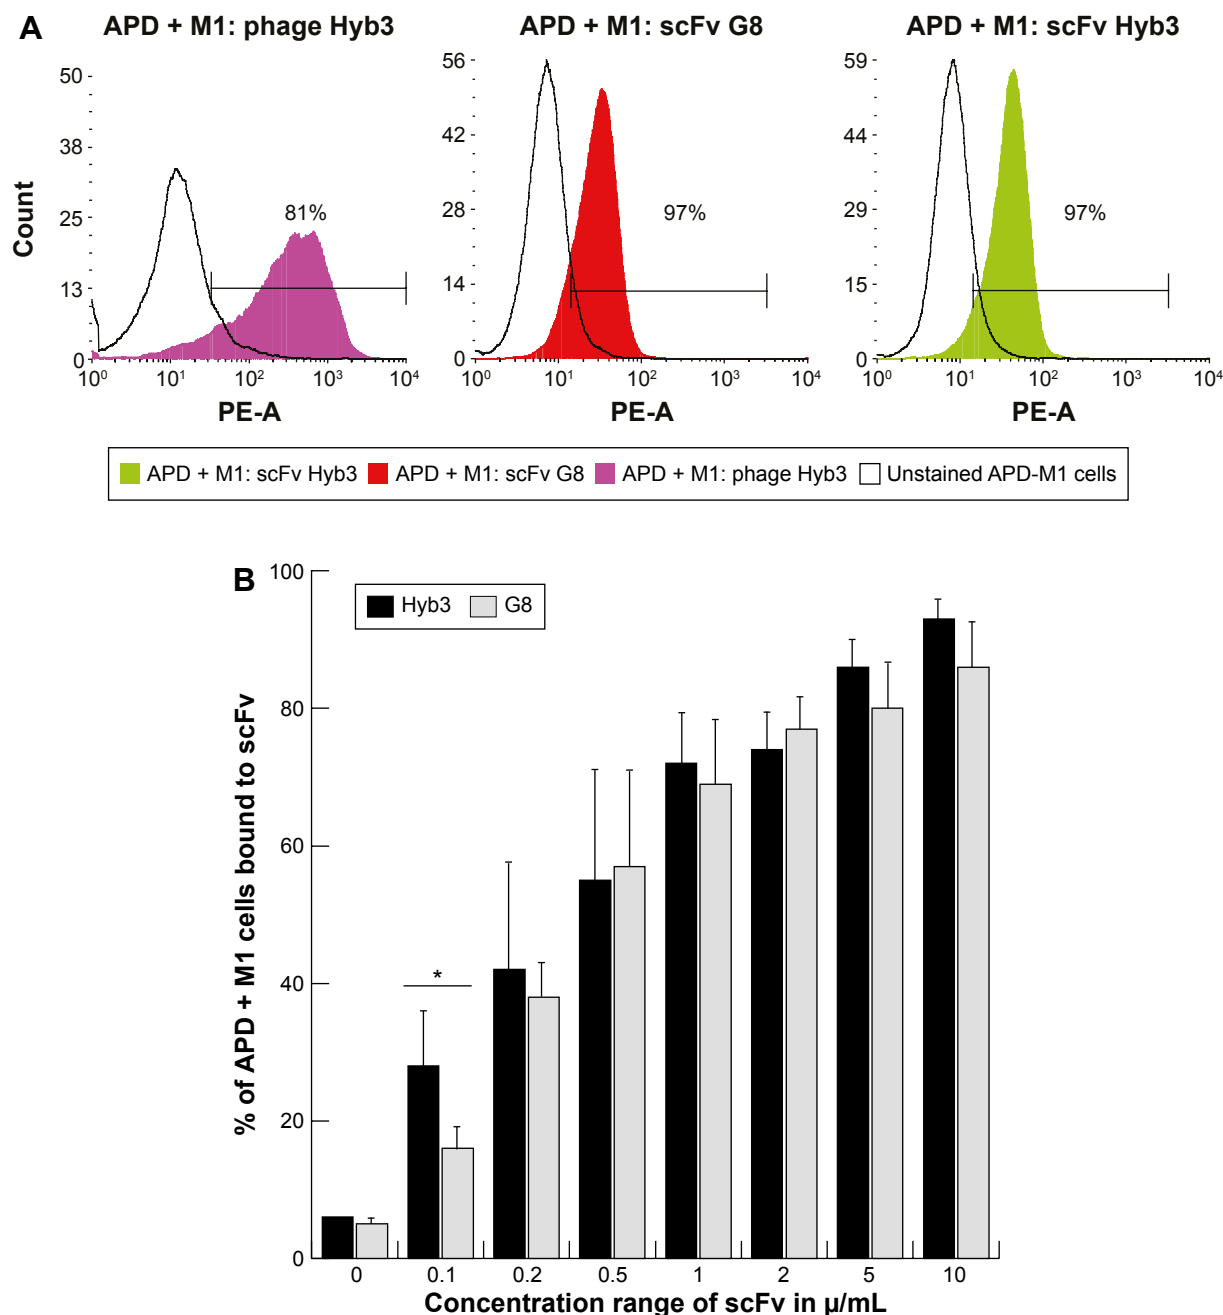 A
APD + M1: phage Hyb3
APD + M1: scFv G8
APD + M1: scFv Hyb3
Count
50
38
25
13
0
81%
10⁰ 10¹ 10² 10³ 10⁴
PE-A
56
42
28
14
0
97%
10⁰ 10¹ 10² 10³ 10⁴
PE-A
59
44
29
15
0
97%
10⁰ 10¹ 10² 10³ 10⁴
PE-A
APD + M1: scFv Hyb3 APD + M1: scFv G8 APD + M1: phage Hyb3 Unstained APD-M1 cells
B
% of APD + M1 cells bound to scFv
100
80
60
40
20
0
Hyb3 G8
*
0 0.1 0.2 0.5 1 2 5 10
Concentration range of scFv in µ/mL